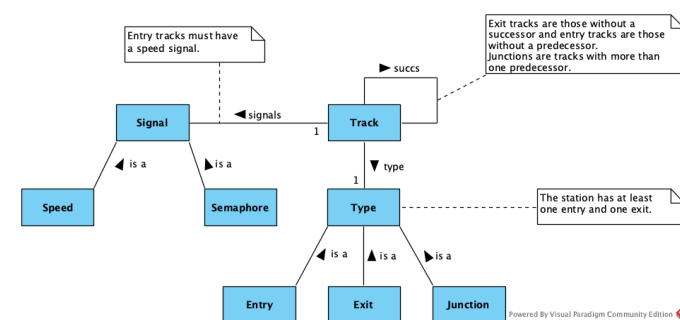 Entry tracks must have
a speed signal.
Exit tracks are those without a
successor and entry tracks are those
without a predecessor.
Junctions are tracks with more than
one predecessor.
succs
Signal
signals
1
Track
is a
is a
type
1
Speed
Semaphore
Type
The station has at least
one entry and one exit.
is a
is a
is a
Entry
Exit
Junction
Powered By Visual Paradigm Community Edition